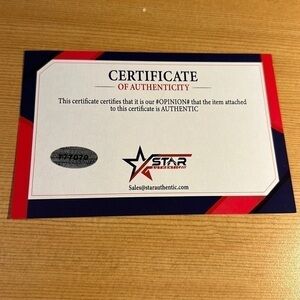 CERTIFICATE
OF AUTHENTICITY
This certificate certifies that it is our #OPINION# that the item attached
to this certificate is AUTHENTIC
STAR
AUTHENTIC
Sales@starauthentic.com